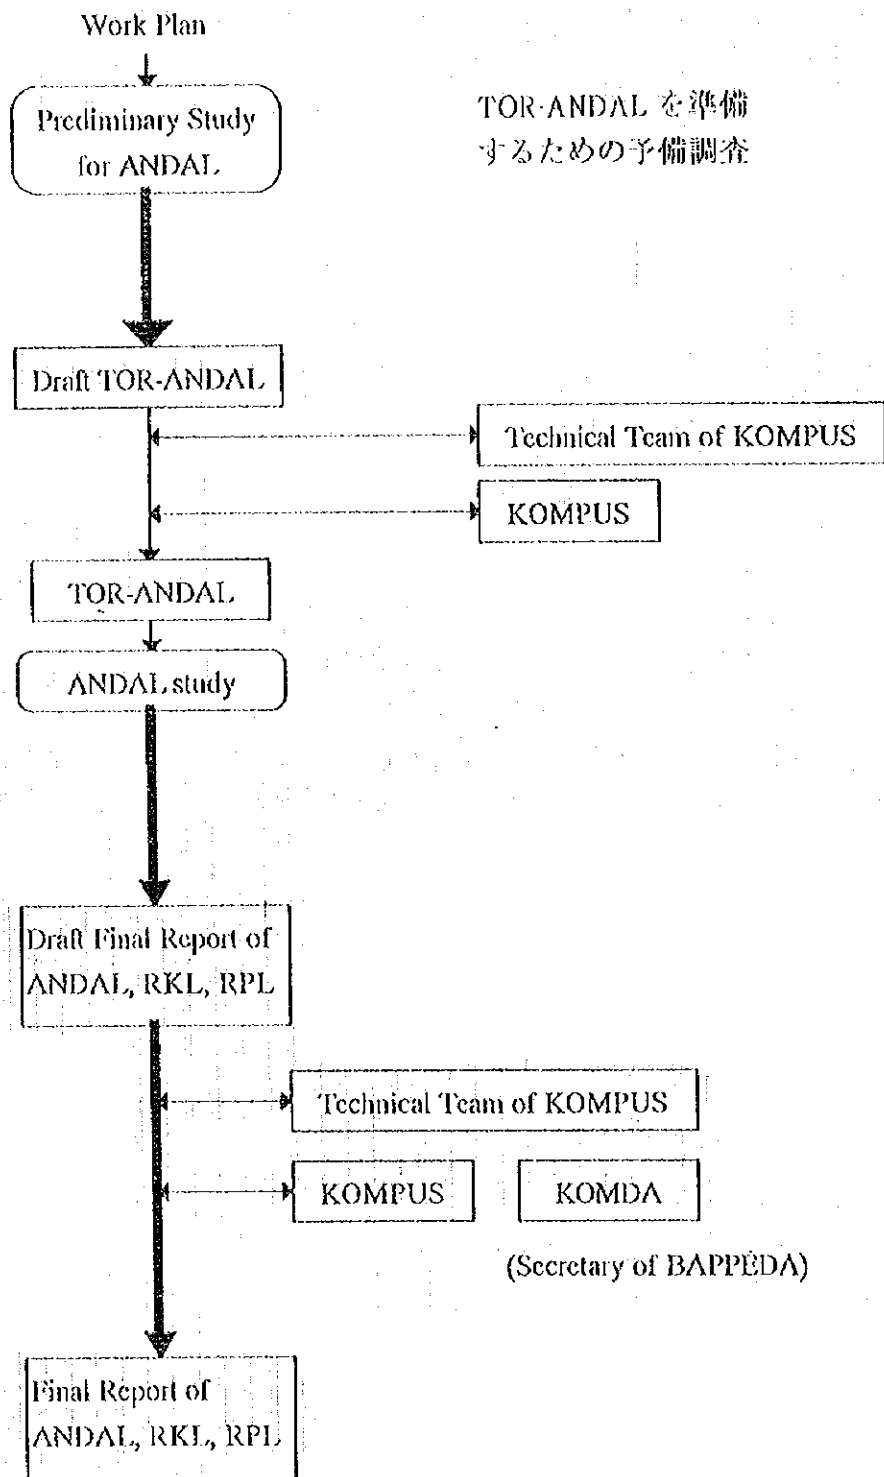 Work Plan
Prediminary Study
for ANDAL
TOR-ANDAL を準備
するための予備調査
Draft TOR-ANDAL
Technical Team of KOMPUS
KOMPUS
TOR-ANDAL
ANDAL study
Draft Final Report of
ANDAL, RKL, RPL
Technical Team of KOMPUS
KOMPUS
KOMDA
(Secretary of BAPPEDA)
Final Report of
ANDAL, RKL, RPL